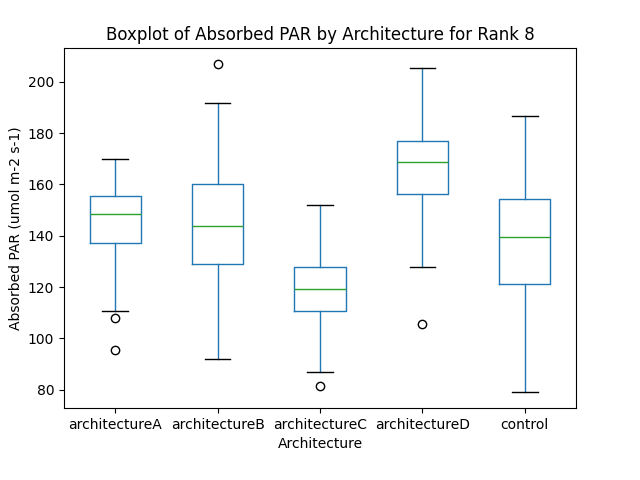 Boxplot of Absorbed PAR by Architecture for Rank 8
Absorbed PAR (umol m-2 s-1)
200
180
160
140
120
100
80
architectureA architectureB architectureC architectureD control
Architecture